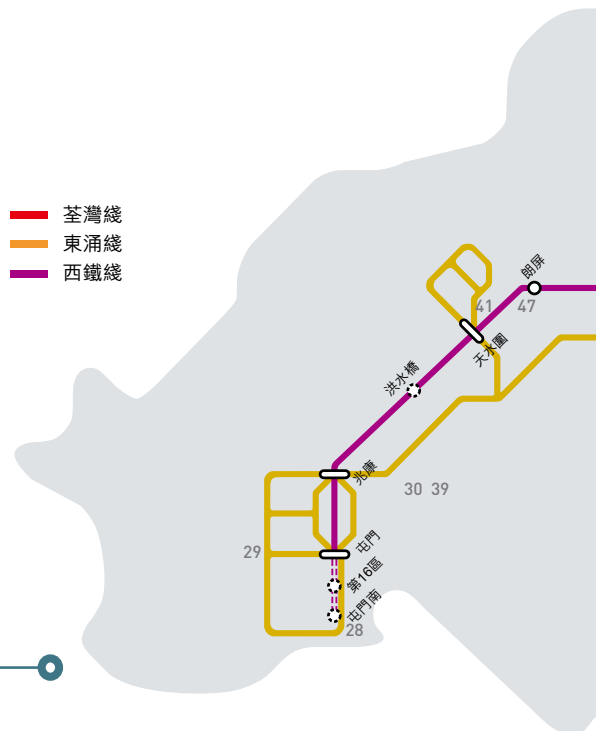 荃灣綫
東涌綫
西鐵綫
朗屏
41 47
天水圍
洪水橋
兆康
30 39
屯門
29
第16區
屯門南
28